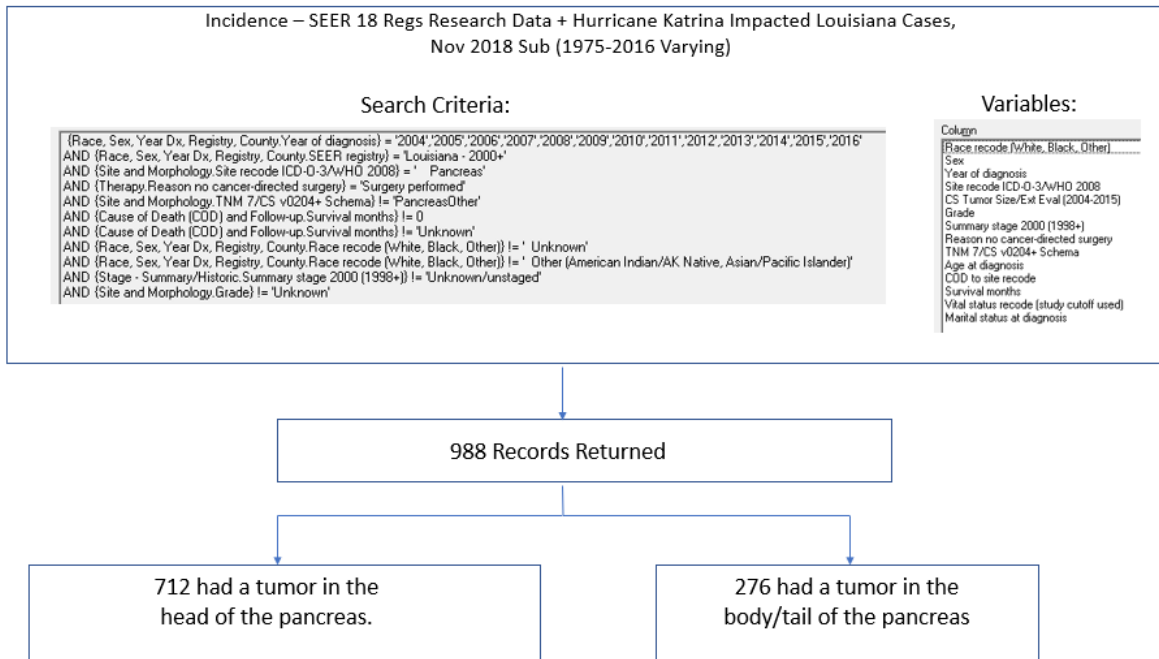 Incidence – SEER 18 Regs Research Data + Hurricane Katrina Impacted Louisiana Cases,
Nov 2018 Sub (1975-2016 Varying)
Search Criteria:
{Race, Sex, Year Dx, Registry, County.Year of diagnosis} = '2004','2005','2006','2007','2008','2009','2010','2011','2012','2013','2014','2015','2016'
AND {Race, Sex, Year Dx, Registry, County.SEER registry} = 'Louisiana - 2000+'
AND {Site and Morphology.Site recode ICD-O-3/WHO 2008} = '    Pancreas'
AND {Therapy.Reason no cancer-directed surgery} = 'Surgery performed'
AND {Site and Morphology.TNM 7/CS v0204+ Schema} != 'PancreasOther'
AND {Cause of Death (COD) and Follow-up.Survival months} != 0
AND {Cause of Death (COD) and Follow-up.Survival months} != 'Unknown'
AND {Race, Sex, Year Dx, Registry, County.Race recode (White, Black, Other)} != '  Unknown'
AND {Race, Sex, Year Dx, Registry, County.Race recode (White, Black, Other)} != '  Other (American Indian/AK Native, Asian/Pacific Islander)'
AND {Stage - Summary/Historic.Summary stage 2000 (1998+)} != 'Unknown/unstaged'
AND {Site and Morphology.Grade} != 'Unknown'
Variables:
Column
Race recode (White, Black, Other)
Sex
Year of diagnosis
Site recode ICD-O-3/WHO 2008
CS Tumor Size/Ext Eval (2004-2015)
Grade
Summary stage 2000 (1998+)
Reason no cancer-directed surgery
TNM 7/CS v0204+ Schema
Age at diagnosis
COD to site recode
Survival months
Vital status recode (study cutoff used)
Marital status at diagnosis
988 Records Returned
712 had a tumor in the
head of the pancreas.
276 had a tumor in the
body/tail of the pancreas